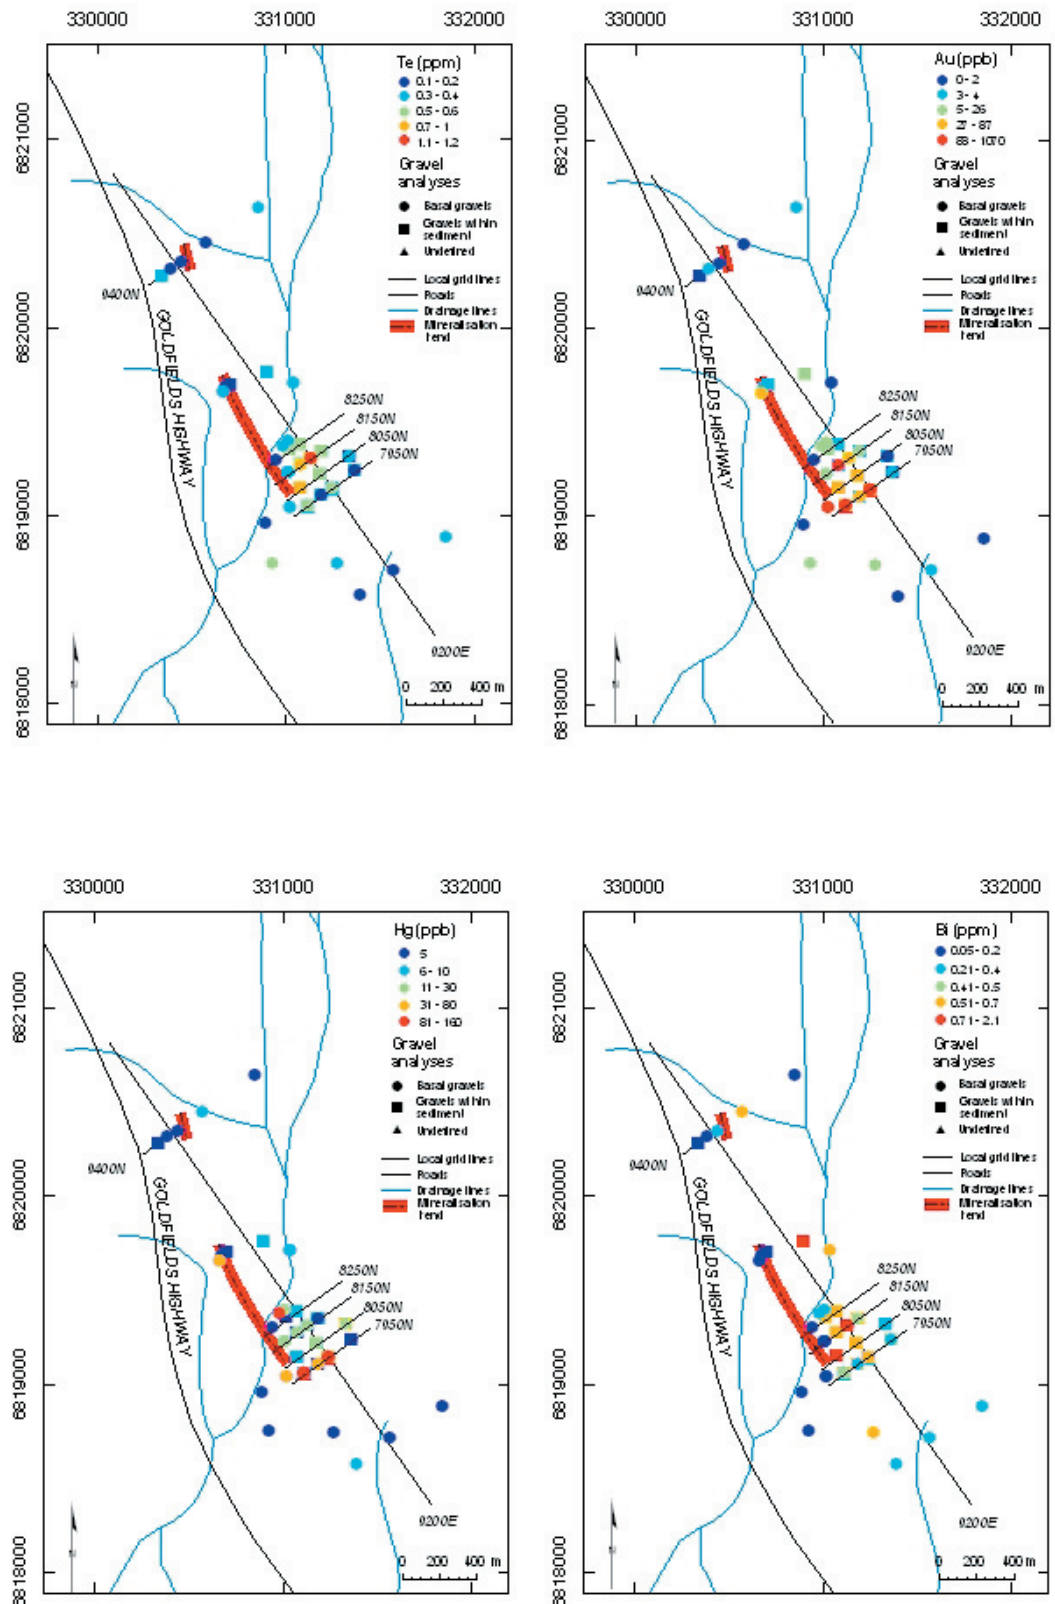 330000 331000 332000
Te (ppm)
0.1 - 0.2
0.3 - 0.4
0.5 - 0.6
0.7 - 1
1.1 - 1.2
Gravel
analyses
Basal gravels
Gravels within
sediment
Undefined
Local grid lines
Roads
Drainage lines
Mineralisation
trend
6821000
6820000
6819000
6818000
9400N
GOLDFIELDS HIGHWAY
8250N
8150N
8050N
7950N
9200E
0 200 400 m
330000 331000 332000
Au (ppb)
0 - 2
3 - 4
5 - 26
27 - 87
88 - 1070
Gravel
analyses
Basal gravels
Gravels within
sediment
Undefined
Local grid lines
Roads
Drainage lines
Mineralisation
trend
6821000
6820000
6819000
6818000
9400N
GOLDFIELDS HIGHWAY
8250N
8150N
8050N
7950N
9200E
0 200 400 m
330000 331000 332000
Hg (ppb)
5
6 - 10
11 - 30
31 - 80
81 - 160
Gravel
analyses
Basal gravels
Gravels within
sediment
Undefined
Local grid lines
Roads
Drainage lines
Mineralisation
trend
6821000
6820000
6819000
6818000
9400N
GOLDFIELDS HIGHWAY
8250N
8150N
8050N
7950N
9200E
0 200 400 m
330000 331000 332000
Bi (ppm)
0.05 - 0.2
0.21 - 0.4
0.41 - 0.5
0.51 - 0.7
0.71 - 2.1
Gravel
analyses
Basal gravels
Gravels within
sediment
Undefined
Local grid lines
Roads
Drainage lines
Mineralisation
trend
6821000
6820000
6819000
6818000
9400N
GOLDFIELDS HIGHWAY
8250N
8150N
8050N
7950N
9200E
0 200 400 m